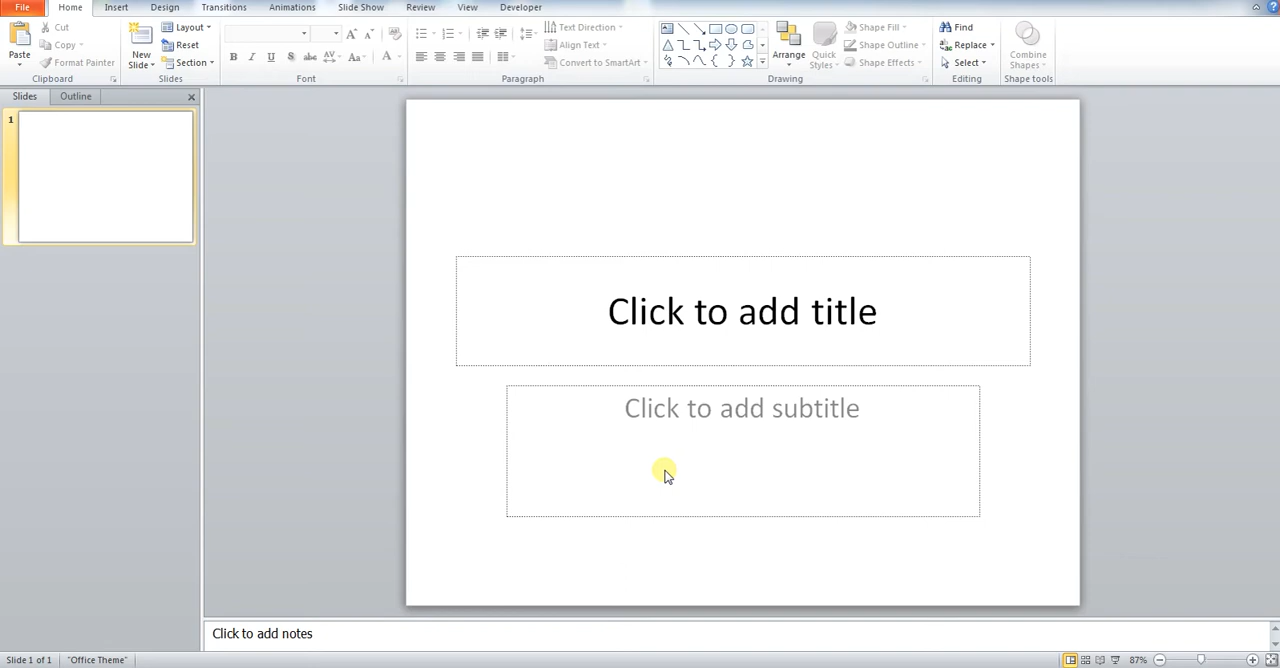 File Home Insert Design Transitions Animations Slide Show Review View Developer
Paste Cut Copy Format Painter Clipboard
New Slide Layout Reset Section Slides
B I U S abc AV Aa A Font
Paragraph
Text Direction
Align Text
Convert to SmartArt
Arrange Quick Styles Shape Fill Shape Outline Shape Effects Drawing
Find Replace Select Editing
Combine Shapes Shape tools
Slides Outline
1
Click to add title
Click to add subtitle
Click to add notes
Slide 1 of 1 "Office Theme" 87%